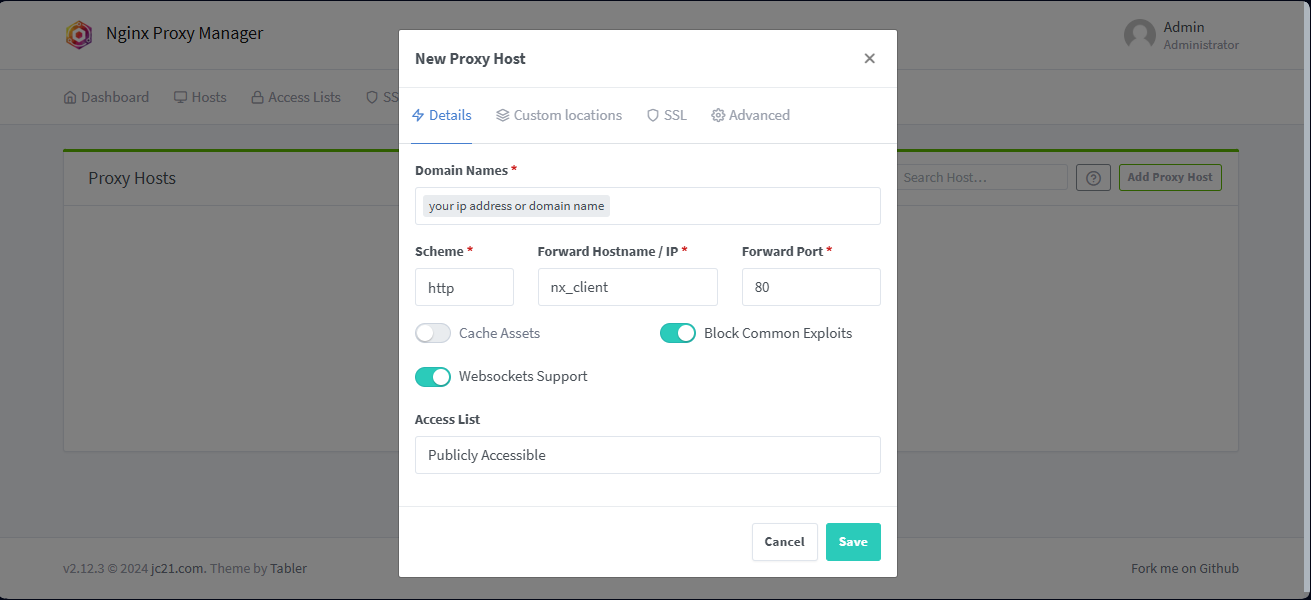 Nginx Proxy Manager
Admin
Administrator
Dashboard Hosts Access Lists SS
Proxy Hosts
Search Host...
Add Proxy Host
New Proxy Host
Details Custom locations SSL Advanced
Domain Names *
your ip address or domain name
Scheme * Forward Hostname / IP * Forward Port *
http nx_client 80
Cache Assets Block Common Exploits
Websockets Support
Access List
Publicly Accessible
Cancel Save
v2.12.3 © 2024 jc21.com. Theme by Tabler Fork me on Github